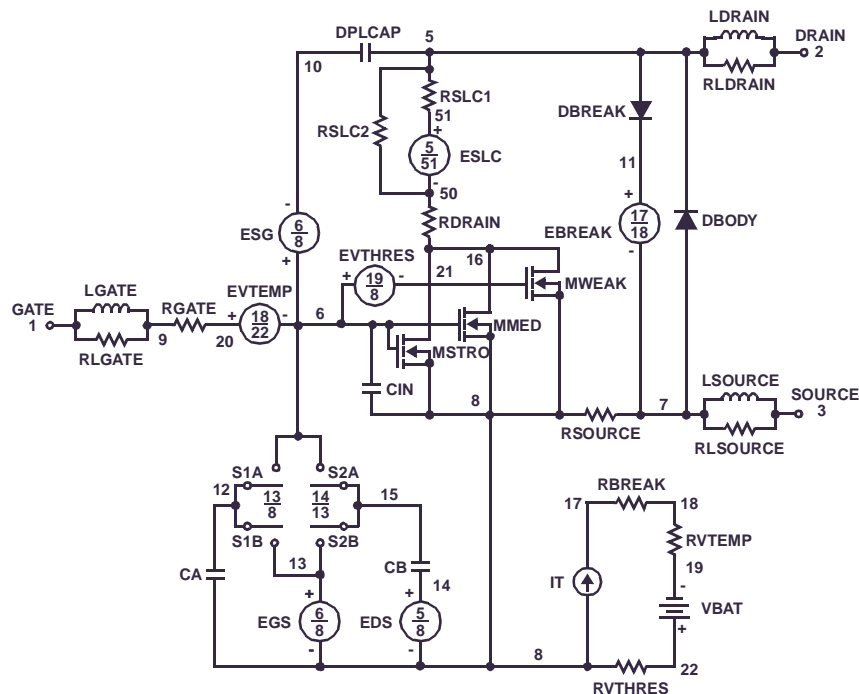 LDRAIN
DPLCAP 5 DRAIN
10 2
RLDRAIN
RSLC1
DBREAK
51
RSLC2 +
5
51
ESLC
11
- -
50
+
RDRAIN 17
18
DBODY
6
8
ESG EBREAK
EVTHRES 16 -
+ 21
+ 19
8
- MWEAK
LGATE EVTEMP
GATE RGATE + 18
22
- 6 MMED
1 9 20
MSTRO
RLGATE
LSOURCE
CIN 8 7 SOURCE
3
RSOURCE
RLSOURCE
S1A S2A
12 13
8
14
13
15 RBREAK
17 18
S1B S2B
RVTEMP
13
CA CB 19
IT
14 -
+ +
VBAT
EGS 6
8
EDS 5
8
+
- - 8
22
RVTHRES